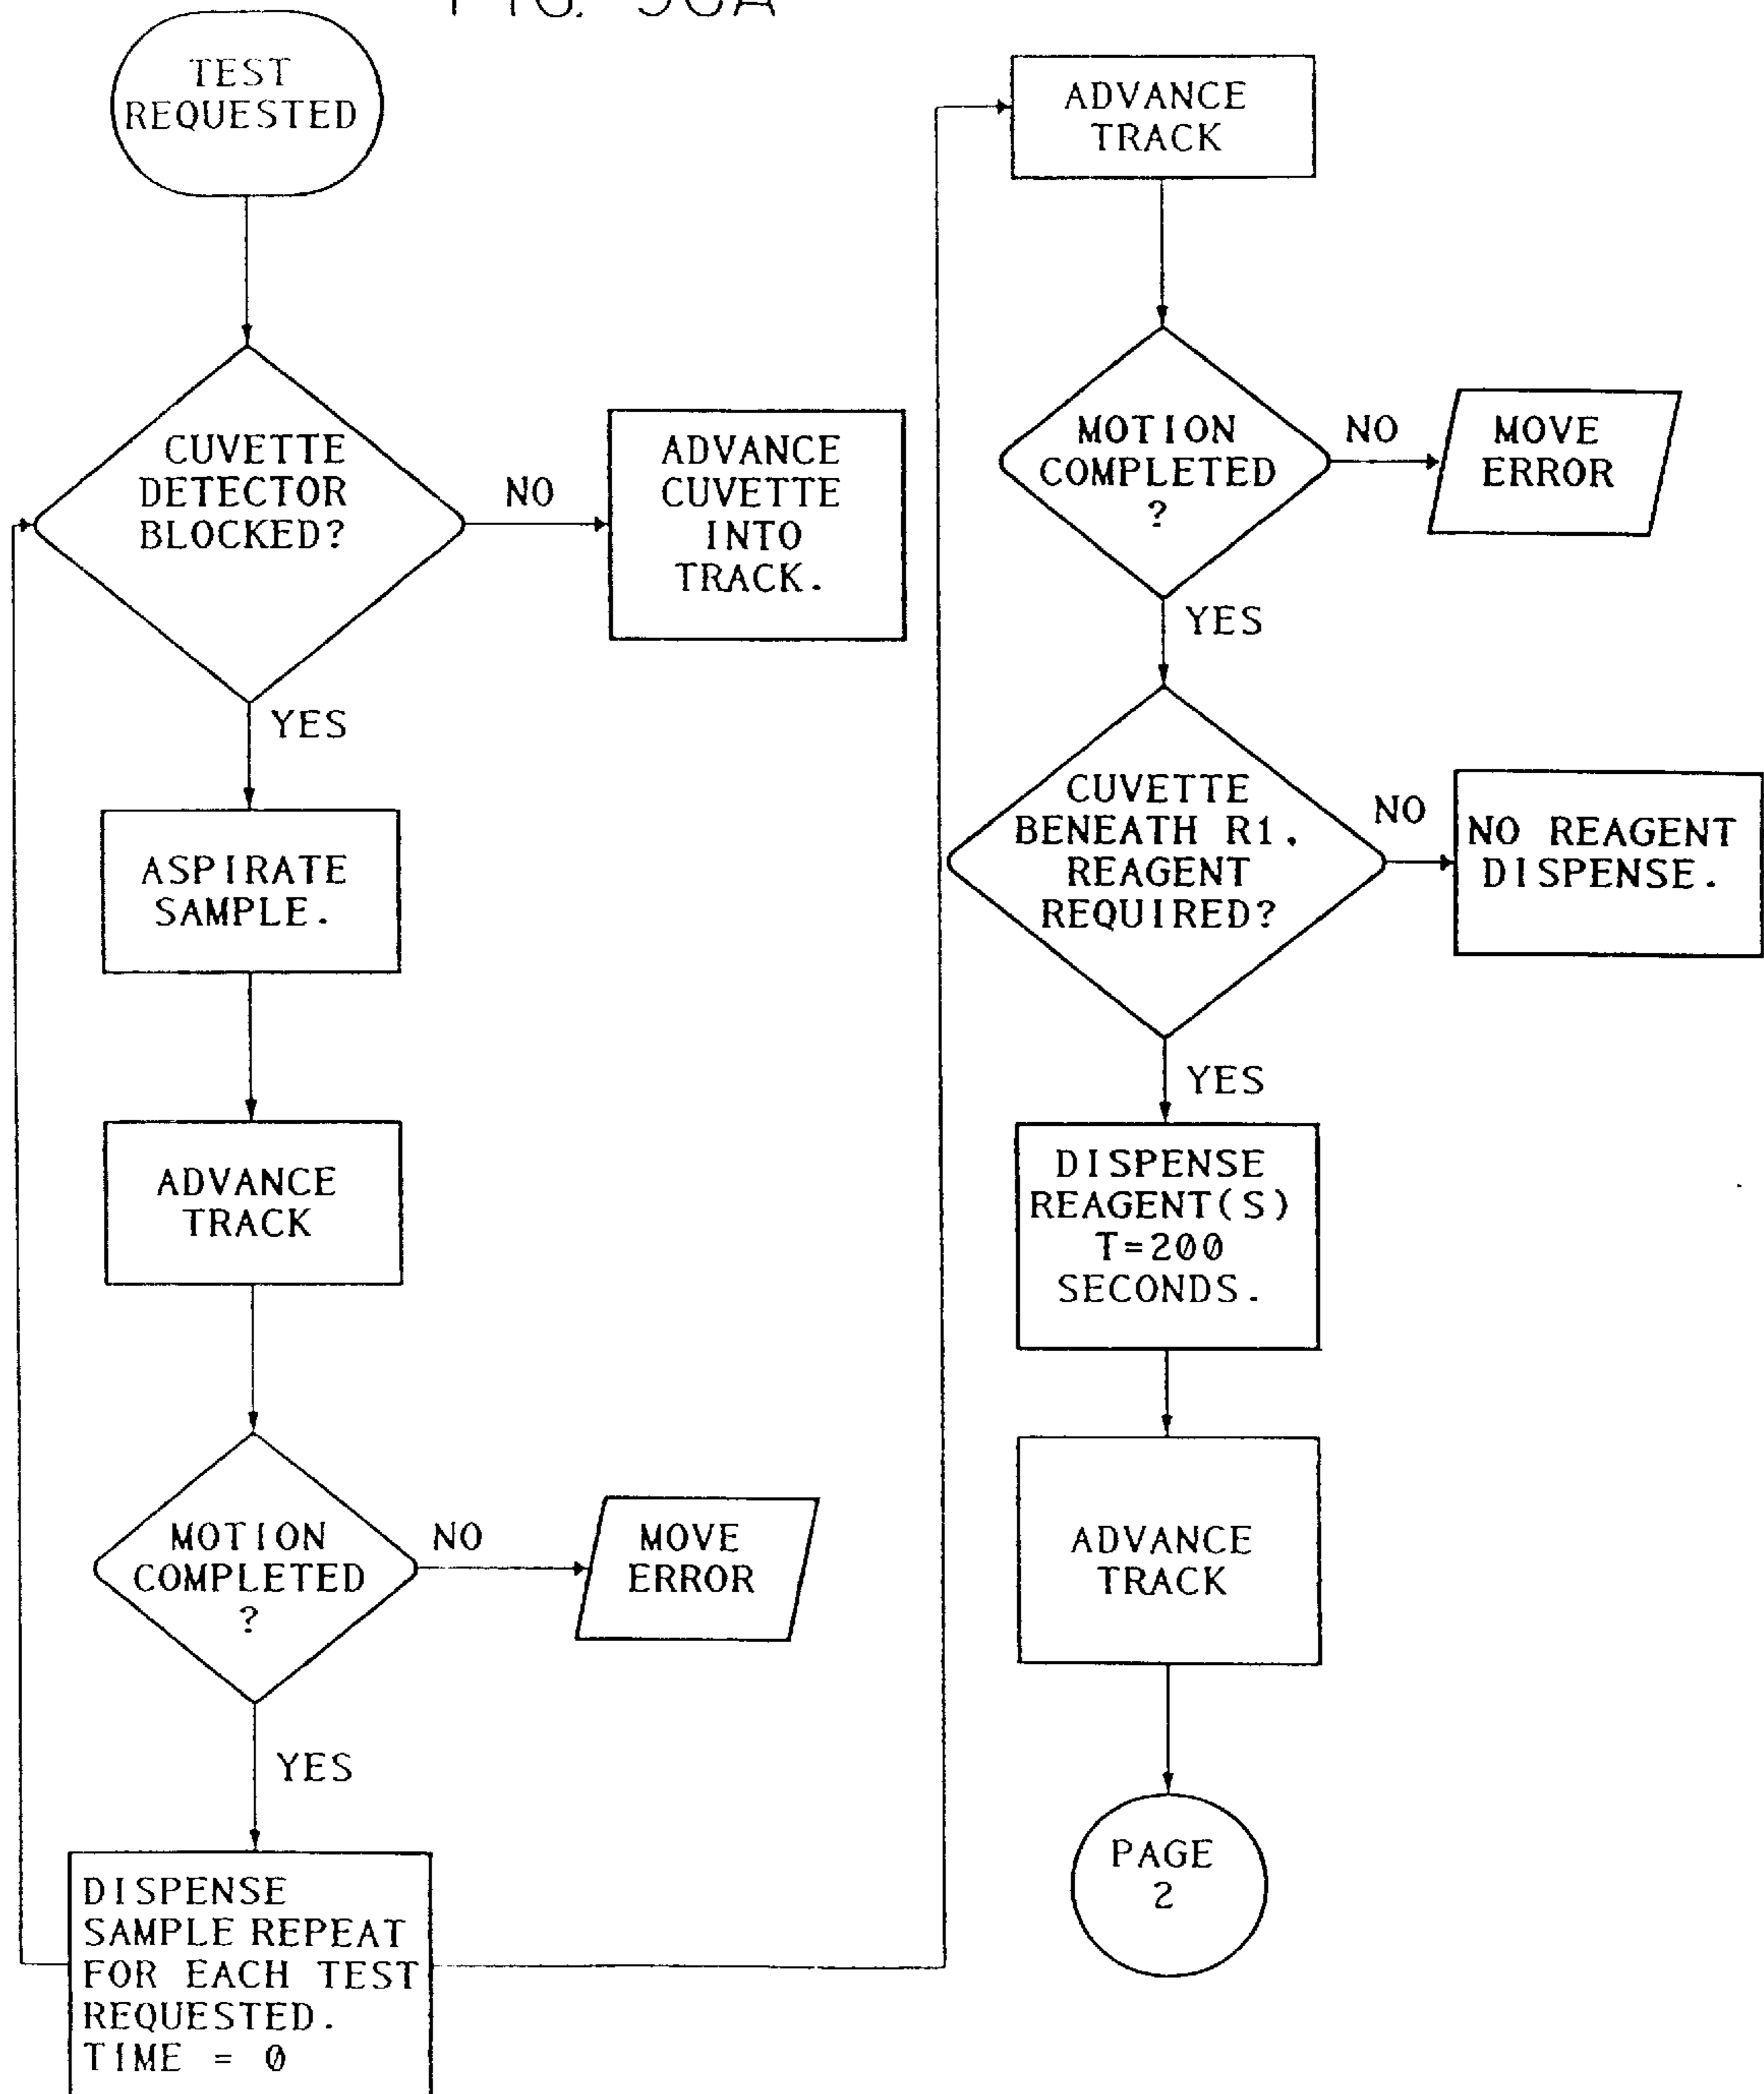 TEST
REQUESTED
CUVETTE
DETECTOR
BLOCKED?
NO
ADVANCE
CUVETTE
INTO
TRACK.
YES
ASPIRATE
SAMPLE.
ADVANCE
TRACK
MOTION
COMPLETED
?
NO
MOVE
ERROR
YES
DISPENSE
SAMPLE REPEAT
FOR EACH TEST
REQUESTED.
TIME = 0
ADVANCE
TRACK
MOTION
COMPLETED
?
NO
MOVE
ERROR
YES
CUVETTE
BENEATH R1.
REAGENT
REQUIRED?
NO
NO REAGENT
DISPENSE.
YES
DISPENSE
REAGENT(S)
T=200
SECONDS.
ADVANCE
TRACK
PAGE
2